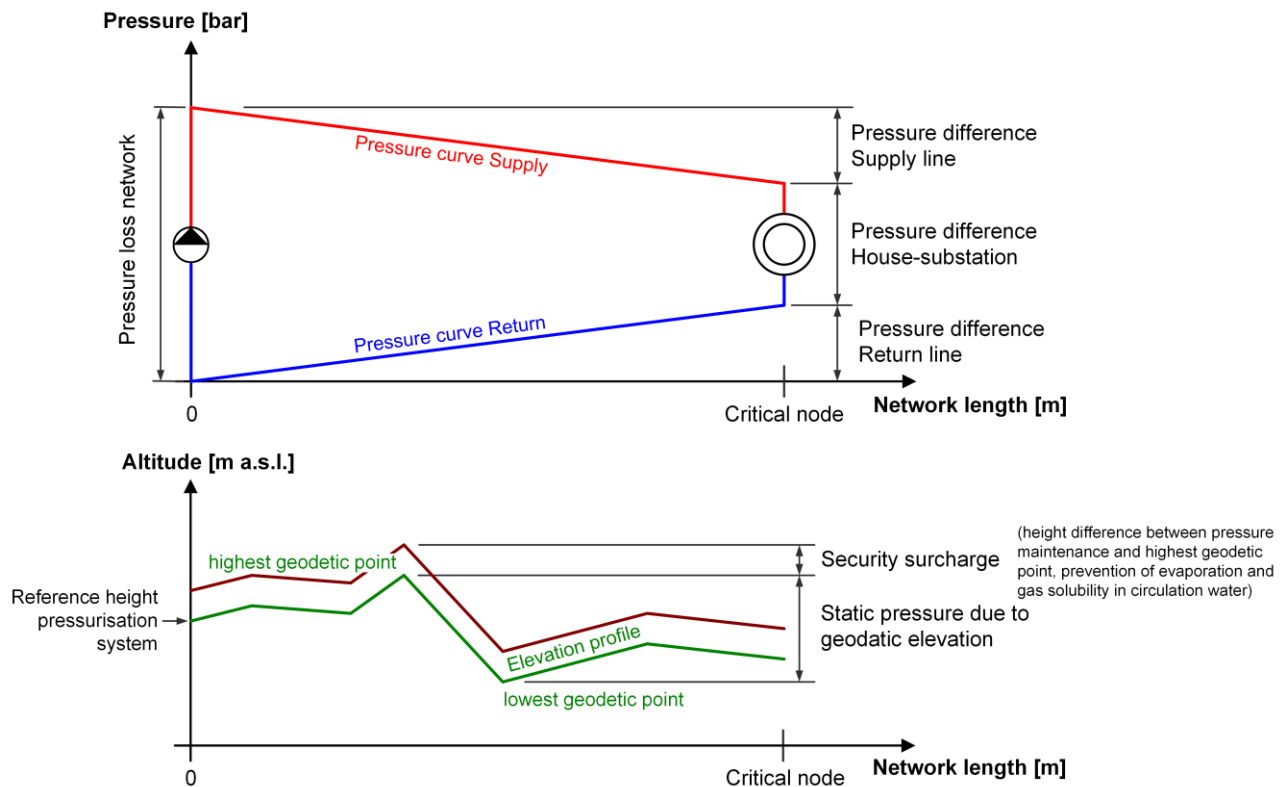 Pressure [bar]
Pressure loss network
Pressure curve Supply
Pressure curve Return
Pressure difference
Supply line
Pressure difference
House-substation
Pressure difference
Return line
0
Critical node
Network length [m]
Altitude [m a.s.l.]
highest geodetic point
Reference height
pressurisation
system
Elevation profile
lowest geodetic point
Security surcharge
(height difference between pressure
maintenance and highest geodetic
point, prevention of evaporation and
gas solubility in circulation water)
Static pressure due to
geodatic elevation
0
Critical node
Network length [m]